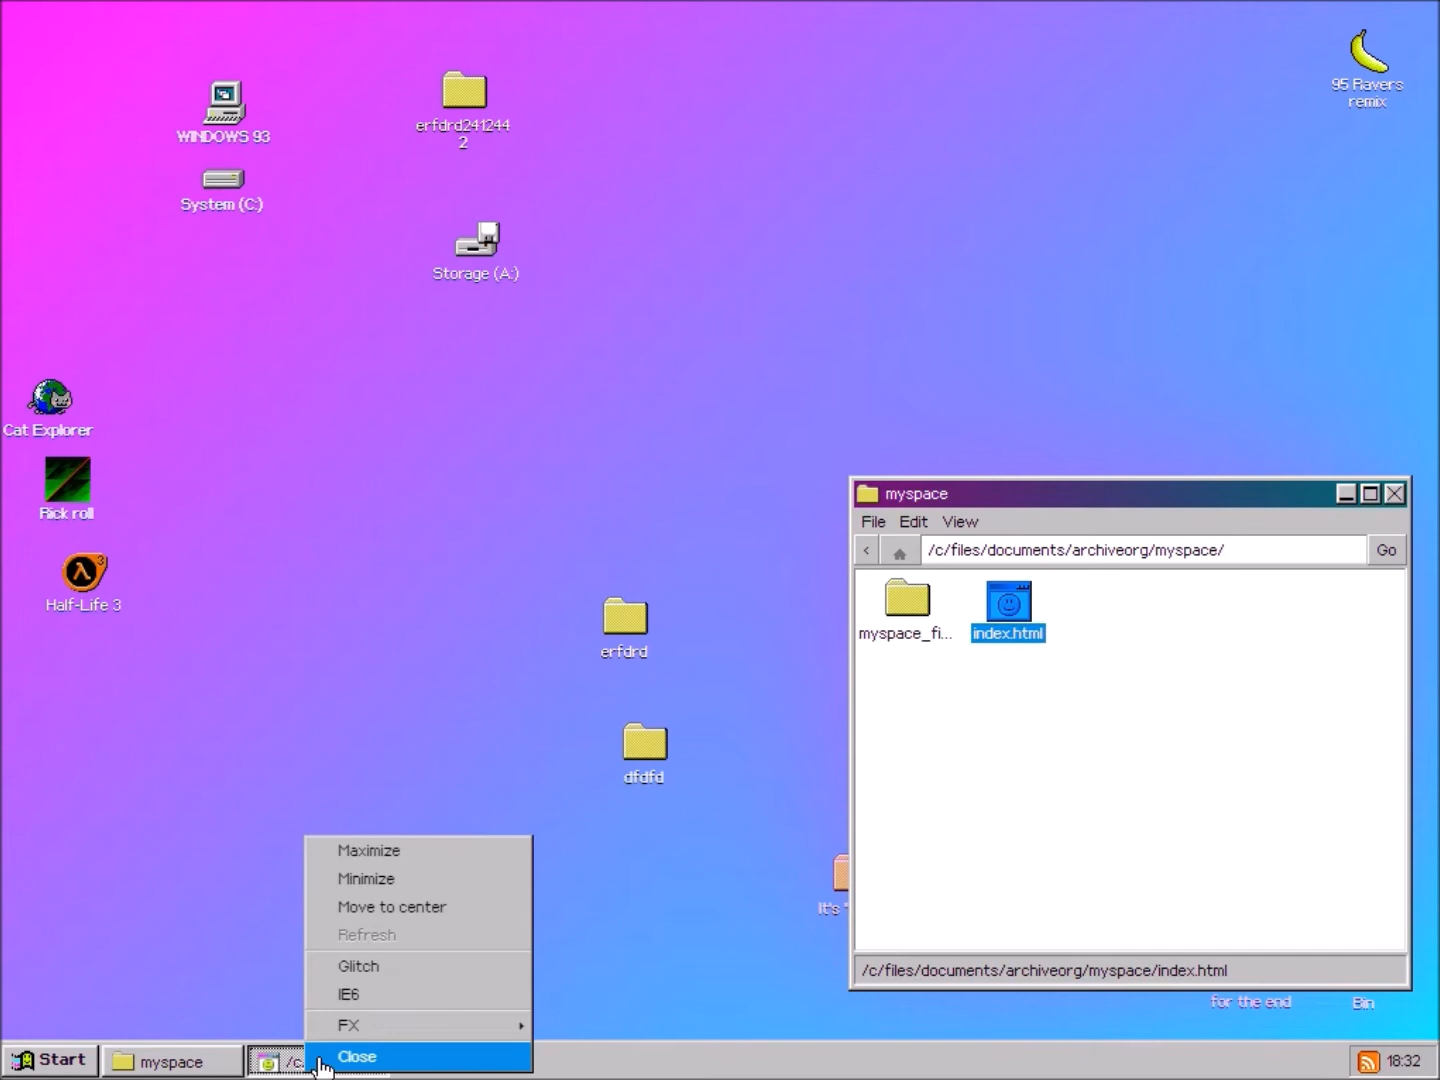 95 Ravers
remix
WINDOWS 93
erfdrd241244
2
System (C:)
Storage (A:)
Cat Explorer
Rick roll
Half-Life 3
erfdrd
dfdfd
It's "
myspace
File Edit View
< /c/files/documents/archiveorg/myspace/ Go
myspace_fi... index.html
/c/files/documents/archiveorg/myspace/index.html
for the end Bin
Maximize
Minimize
Move to center
Refresh
Glitch
IE6
FX
Close
Start myspace /c. 18:32